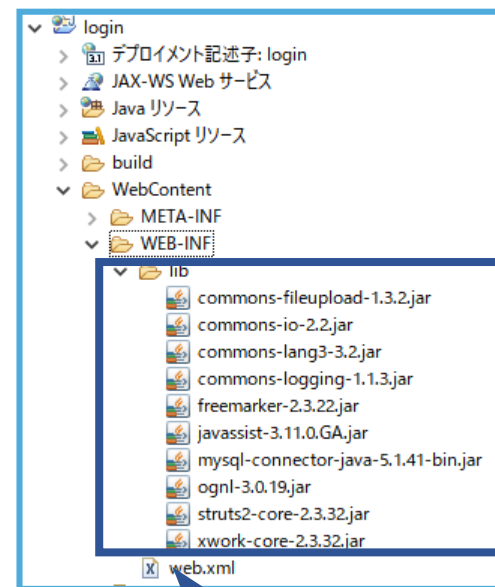 login
3.1 デプロイメント記述子: login
JAX-WS Web サービス
Java リソース
JavaScript リソース
build
WebContent
META-INF
WEB-INF
lib
commons-fileupload-1.3.2.jar
commons-io-2.2.jar
commons-lang3-3.2.jar
commons-logging-1.1.3.jar
freemarker-2.3.22.jar
javassist-3.11.0.GA.jar
mysql-connector-java-5.1.41-bin.jar
ognl-3.0.19.jar
struts2-core-2.3.32.jar
xwork-core-2.3.32.jar
X web.xml